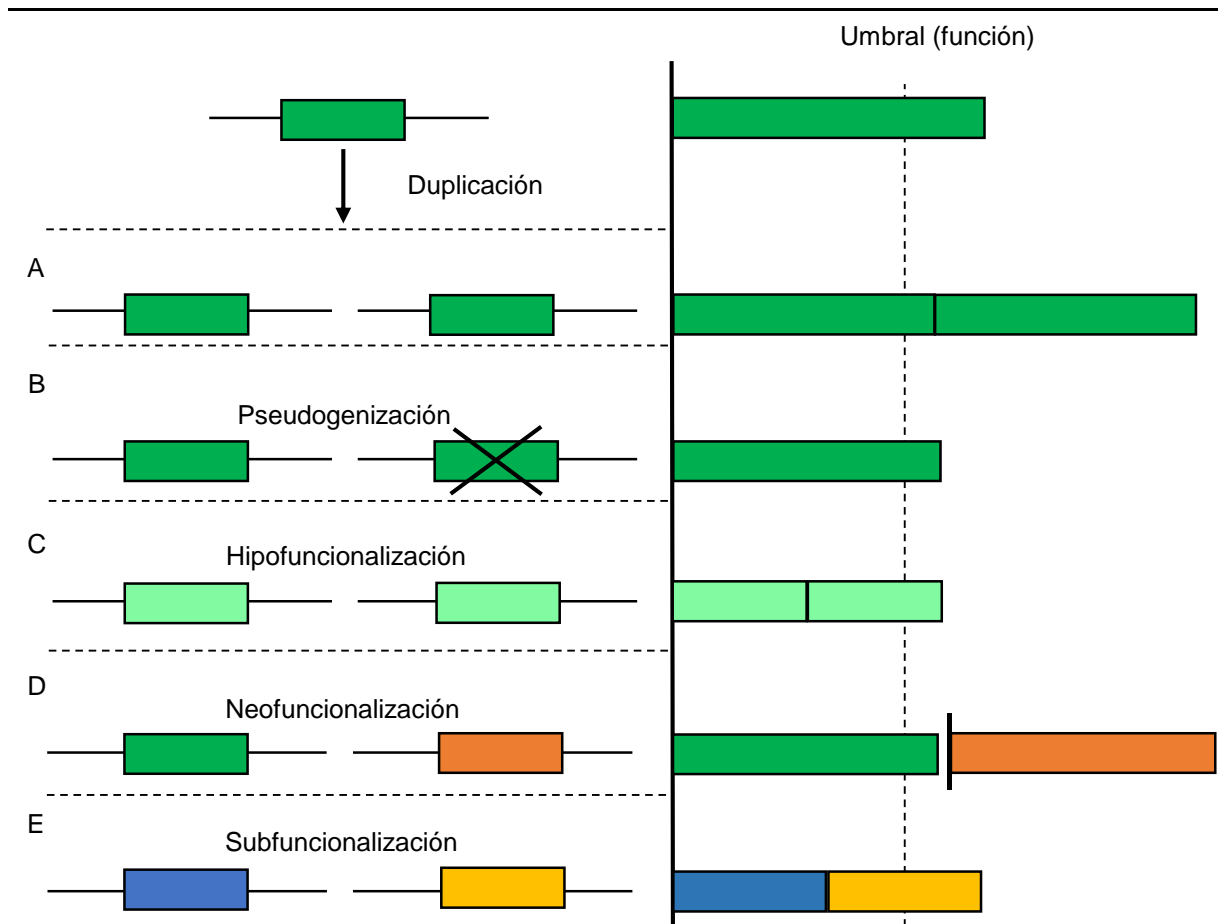 Umbral (función)
Duplicación
A
B
Pseudogenización
C
Hipofuncionalización
D
Neofuncionalización
E
Subfuncionalización